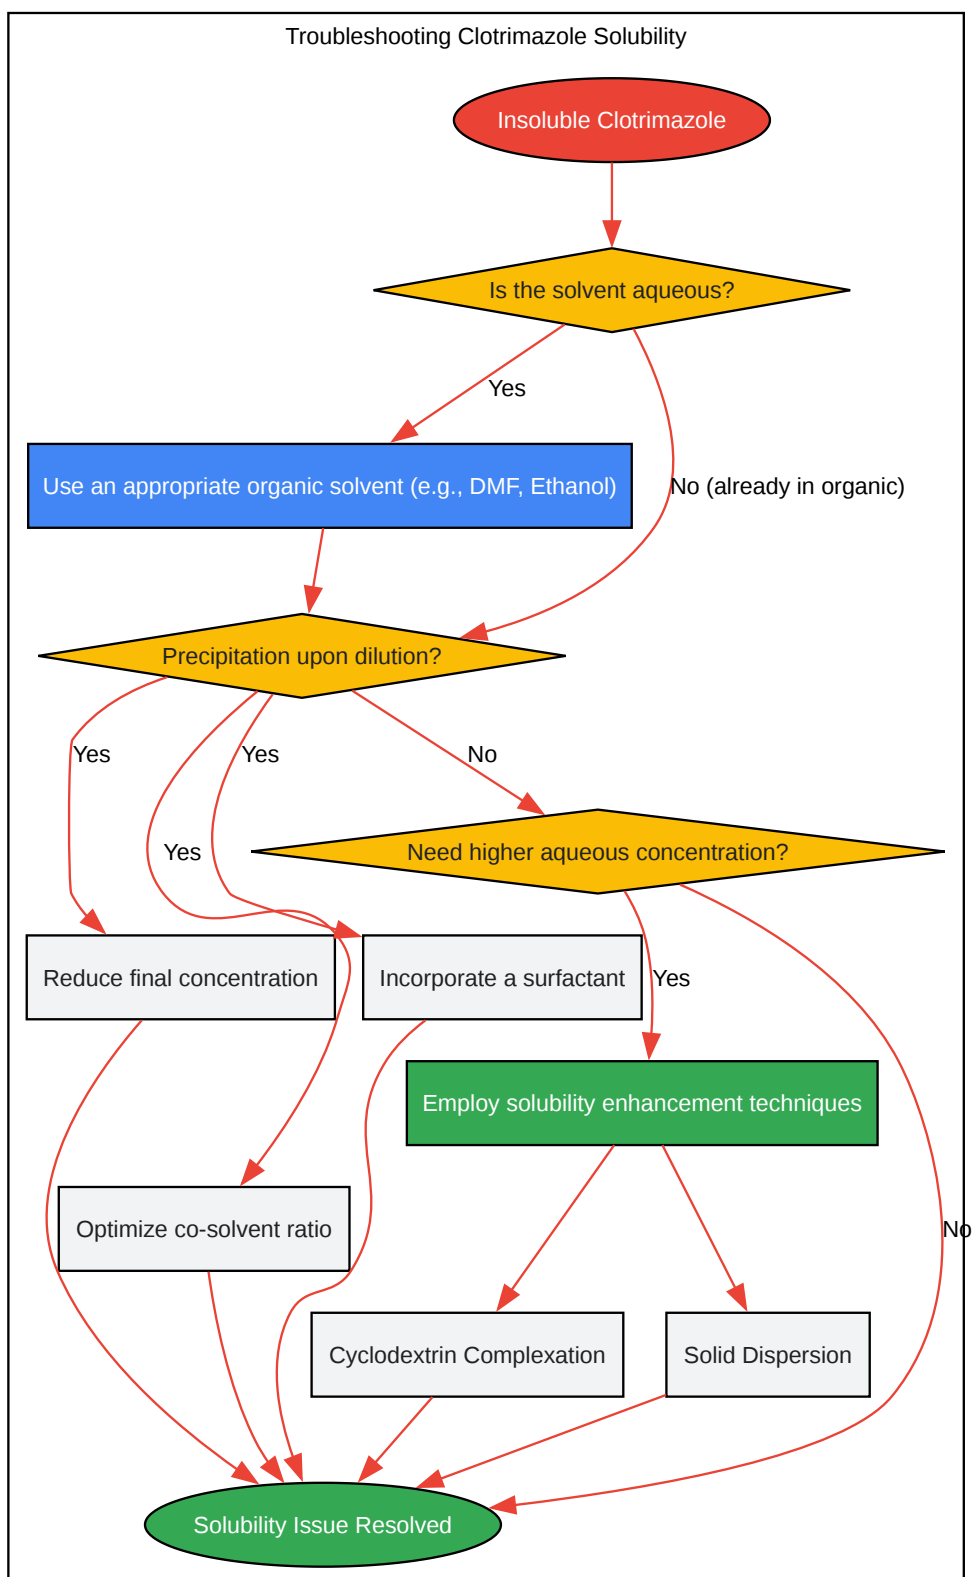 Troubleshooting Clotrimazole Solubility
Insoluble Clotrimazole
Is the solvent aqueous?
Yes
Use an appropriate organic solvent (e.g., DMF, Ethanol)
No (already in organic)
Precipitation upon dilution?
Yes
Yes
No
Yes
Need higher aqueous concentration?
Reduce final concentration
Incorporate a surfactant
Yes
Employ solubility enhancement techniques
Optimize co-solvent ratio
No
Cyclodextrin Complexation
Solid Dispersion
Solubility Issue Resolved